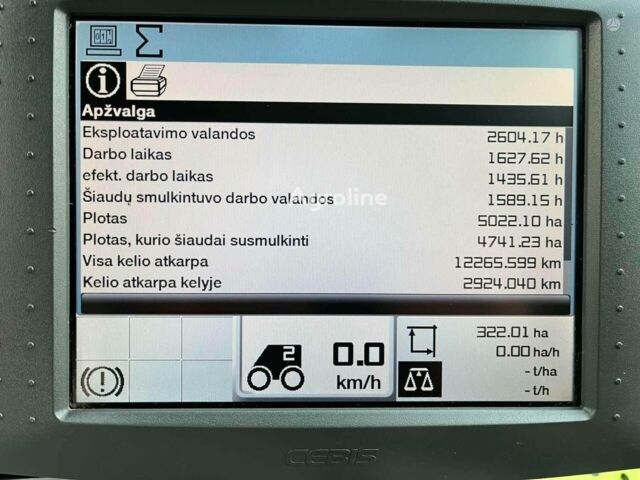 Apžvalga
Eksploatavimo valandos 2604.17 h
Darbo laikas 1627.62 h
efekt. darbo laikas 1435.61 h
Šiaudų smulkintuvo darbo valandos 1589.15 h
Plotas 5022.10 ha
Plotas, kurio šiaudai susmulkinti 4741.23 ha
Visa kelio atkarpa 12265.599 km
Kelio atkarpa kelyje 2924.040 km
Agroline
2
0.0
km/h
322.01 ha
0.00 ha/h
- t/ha
- t/h
CEBIS